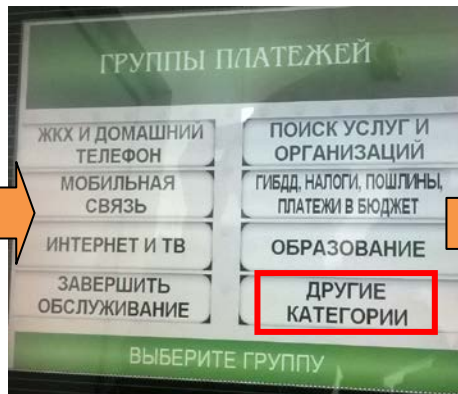 ГРУППЫ ПЛАТЕЖЕЙ
ЖКХ И ДОМАШНИЙ
ТЕЛЕФОН
ПОИСК УСЛУГ И
ОРГАНИЗАЦИЙ
МОБИЛЬНАЯ
СВЯЗЬ
ГИБДД, НАЛОГИ, ПОШЛИНЫ,
ПЛАТЕЖИ В БЮДЖЕТ
ИНТЕРНЕТ И ТВ
ОБРАЗОВАНИЕ
ЗАВЕРШИТЬ
ОБСЛУЖИВАНИЕ
ДРУГИЕ
КАТЕГОРИИ
ВЫБЕРИТЕ ГРУППУ